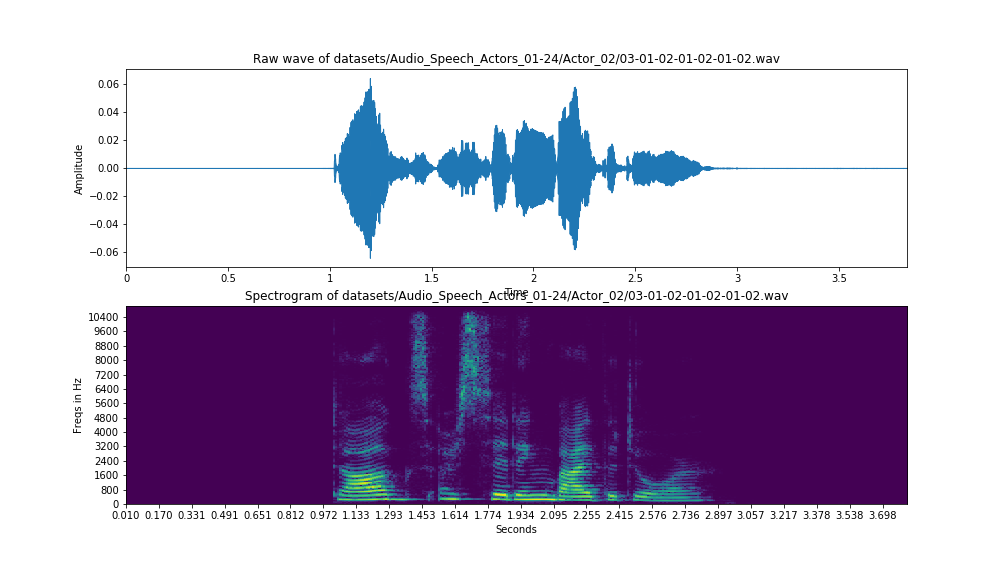 Raw wave of datasets/Audio_Speech_Actors_01-24/Actor_02/03-01-02-01-02-01-02.wav
0.06
0.04
0.02
0.00
−0.02
−0.04
−0.06
Amplitude
0 0.5 1 1.5 2 2.5 3 3.5
Time
Spectrogram of datasets/Audio_Speech_Actors_01-24/Actor_02/03-01-02-01-02-01-02.wav
10400
9600
8800
8000
7200
6400
5600
4800
4000
3200
2400
1600
800
0
Freqs in Hz
0.010 0.170 0.331 0.491 0.651 0.812 0.972 1.133 1.293 1.453 1.614 1.774 1.934 2.095 2.255 2.415 2.576 2.736 2.897 3.057 3.217 3.378 3.538 3.698
Seconds